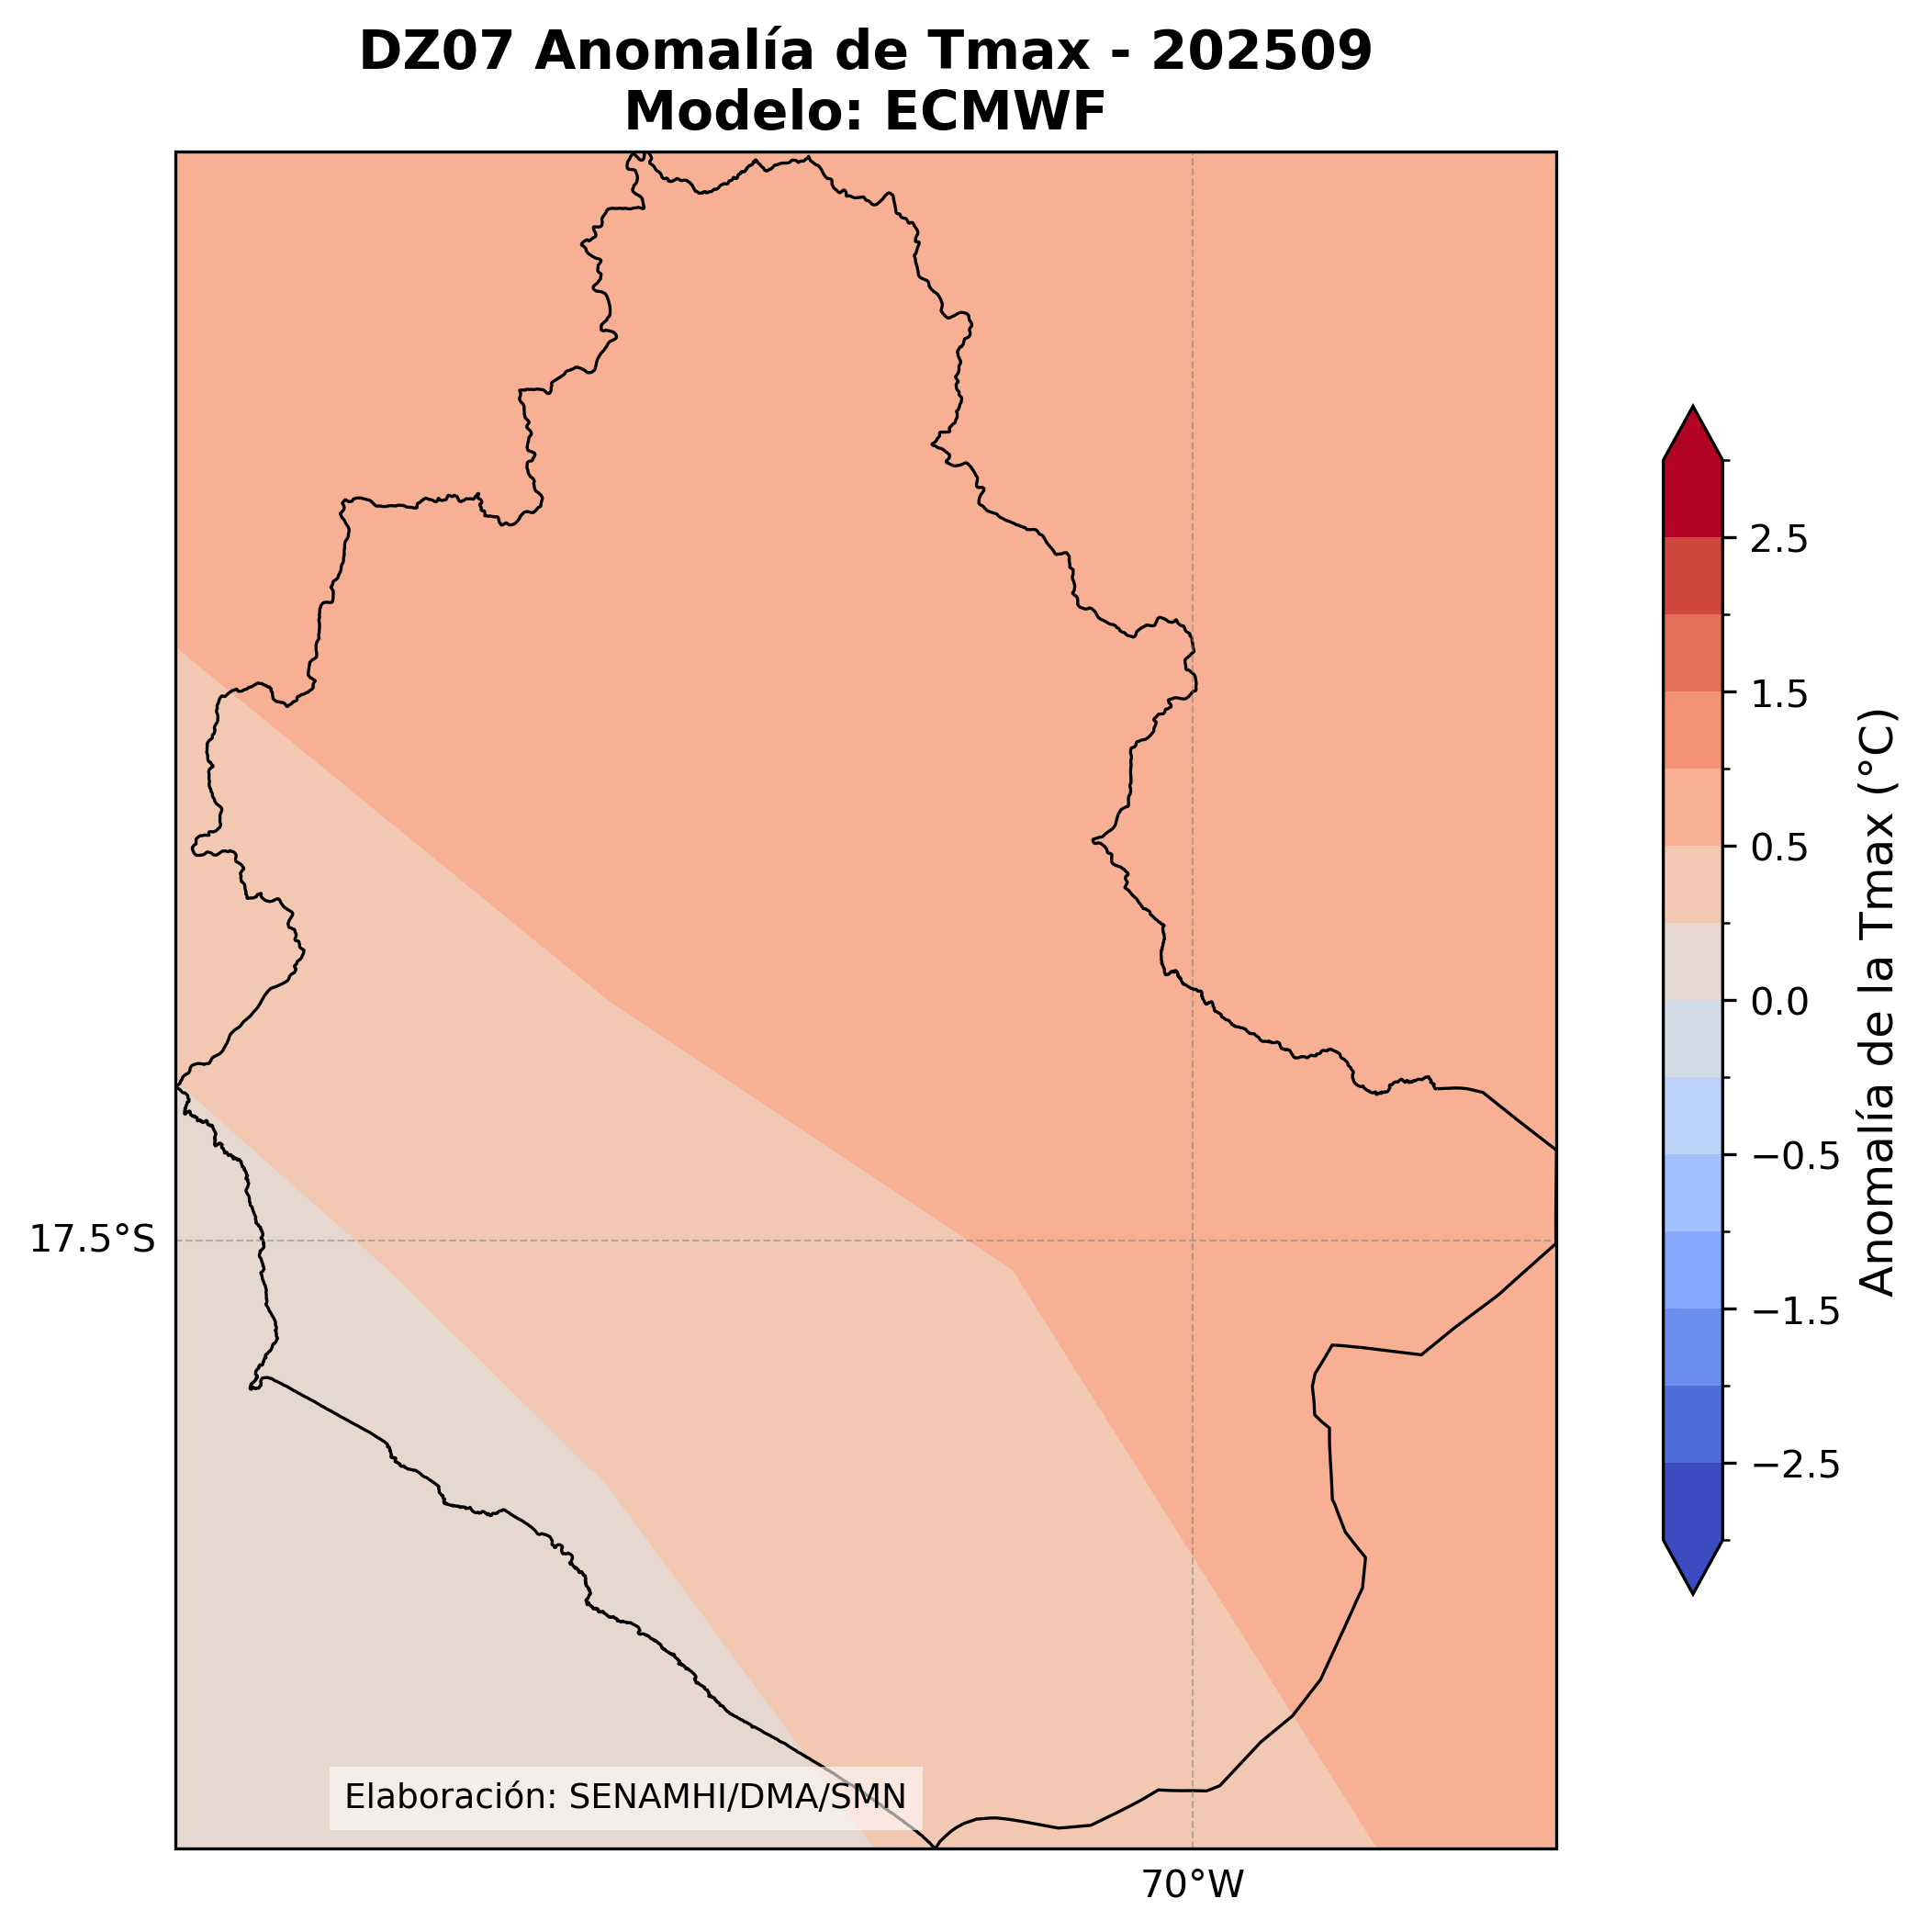 DZ07 Anomalía de Tmax - 202509
Modelo: ECMWF
2.5
1.5
0.5
0.0
−0.5
−1.5
−2.5
Anomalía de la Tmax (°C)
17.5°S
Elaboración: SENAMHI/DMA/SMN
70°W